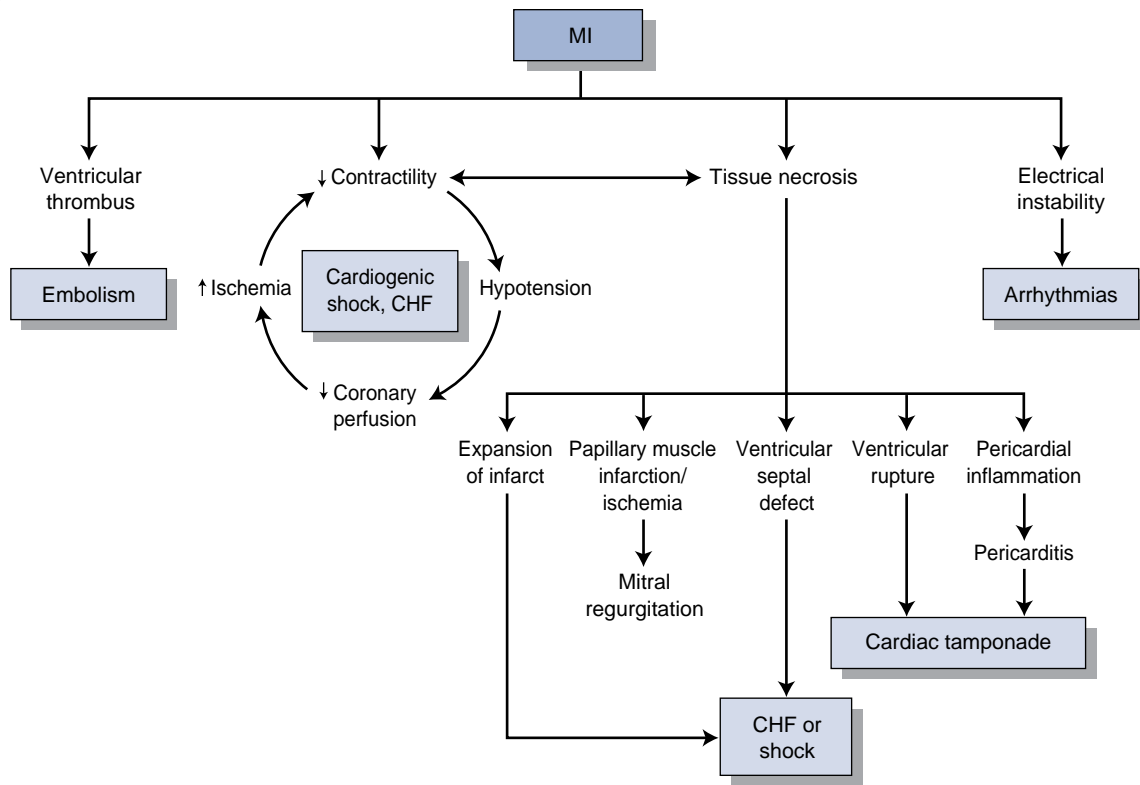 MI
Ventricular
thrombus
↓ Contractility
Tissue necrosis
Electrical
instability
Embolism
↑ Ischemia
Cardiogenic
shock, CHF
Hypotension
Arrhythmias
↓ Coronary
perfusion
Expansion
of infarct
Papillary muscle
infarction/
ischemia
Ventricular
septal
defect
Ventricular
rupture
Pericardial
inflammation
Mitral
regurgitation
Pericarditis
Cardiac tamponade
CHF or
shock